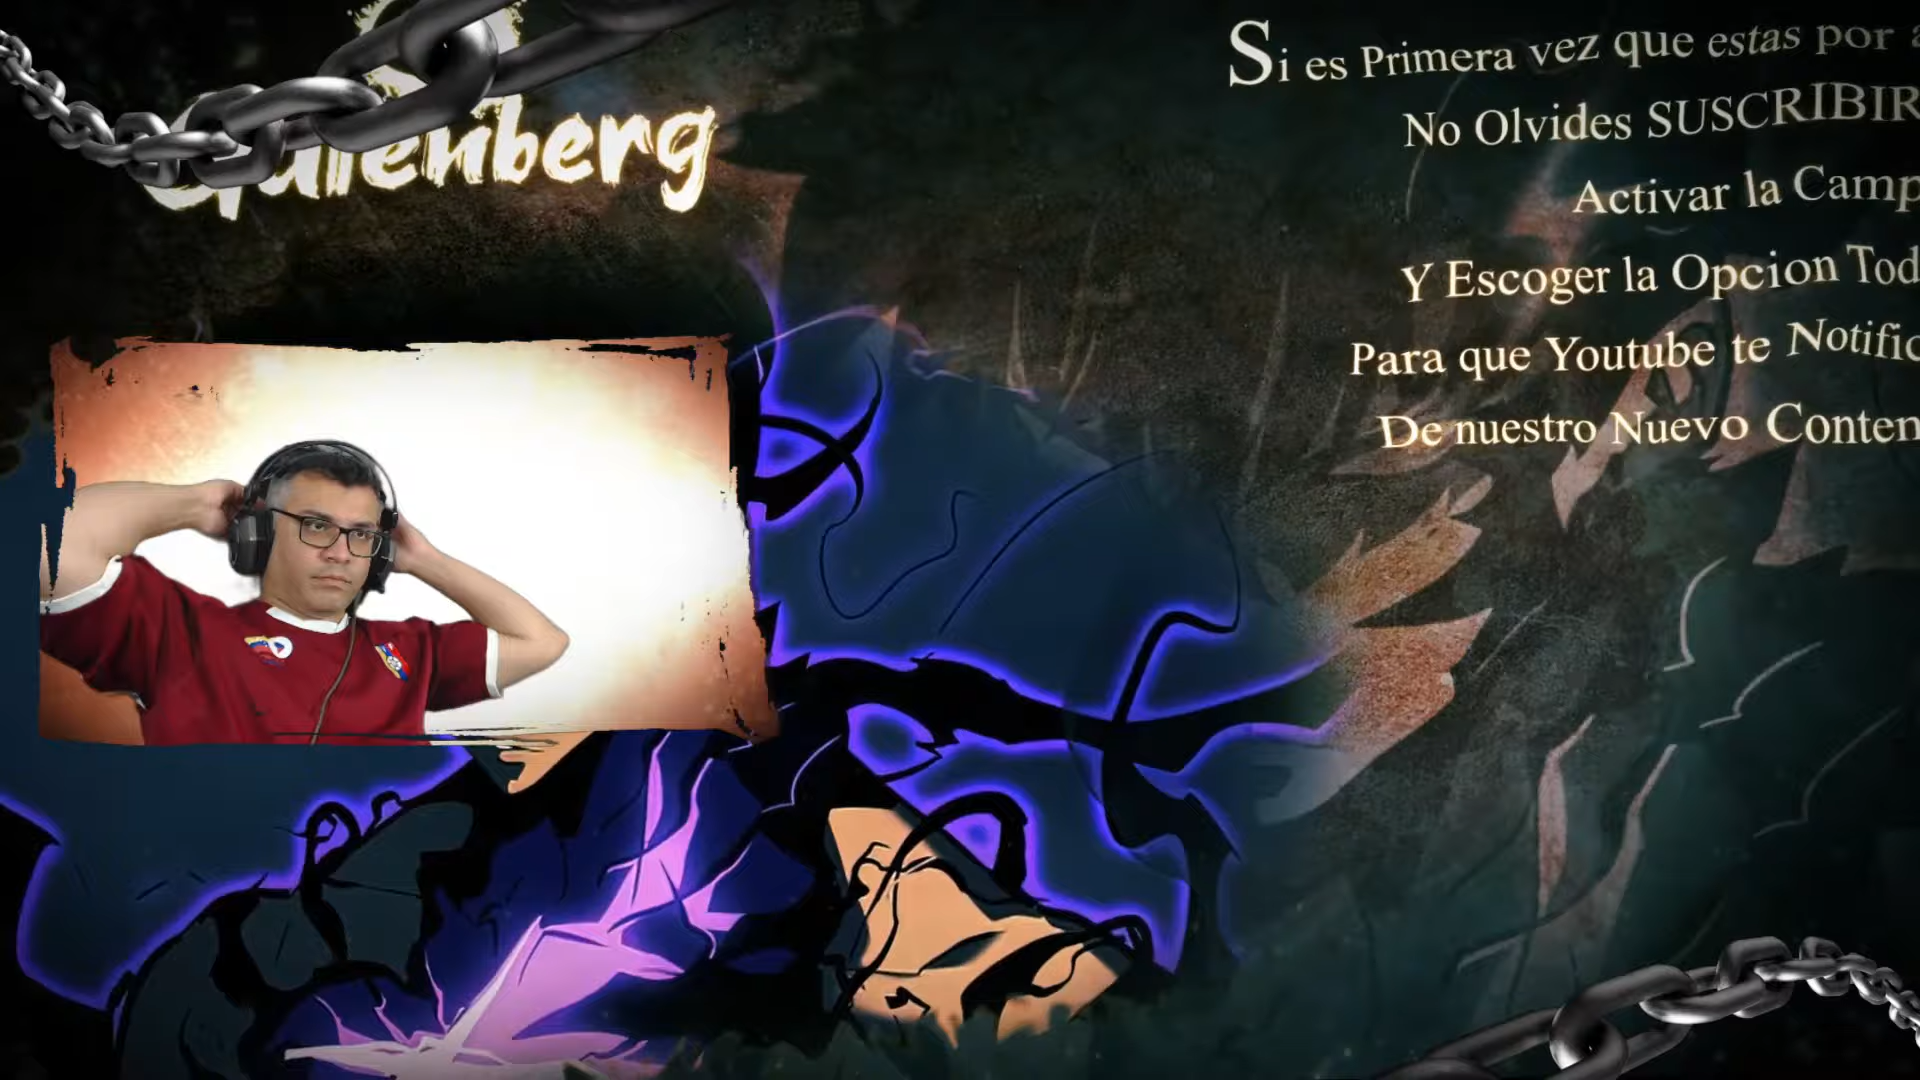 Si es Primera vez que estas por
No Olvides SUSCRIBIR
Activar la Camp
Y Escoger la Opcion Tod
Para que Youtube te Notific
De nuestro Nuevo Conten